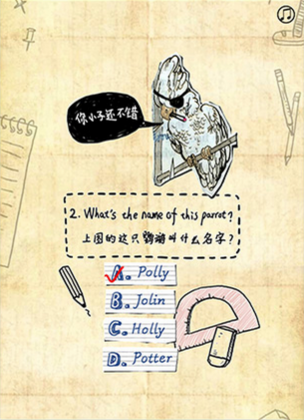 你小子还不错
2. What's the name of this parrot?
上图的这只鹦鹉叫什么名字?
A. Polly
B. Jolin
C. Holly
D. Potter